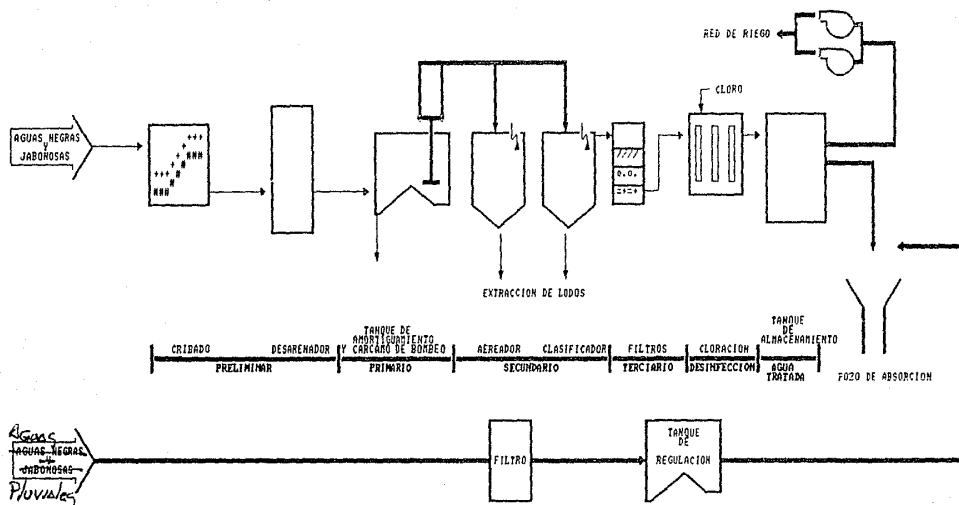 RED DE RIEGO
CLORO
AGUAS NEGRAS
Y
JABONOSAS
EXTRACCION DE LODOS
CRIBADO
DESARENADOR
TANQUE DE
AMORTIGUAMIENTO
Y CARCAMO DE BOMBEO
AEREADOR
CLASIFICADOR
FILTROS
CLORACION
TANQUE
DE
ALMACENAMIENTO
PRELIMINAR
PRIMARIO
SECUNDARIO
TERCIARIO
DESINFECCION
AGUA
TRATADA
POZO DE ABSORCION
Aguas
AGUAS NEGRAS
Y
JABONOSAS
Pluviales
FILTRO
TANQUE
DE
REGULACION